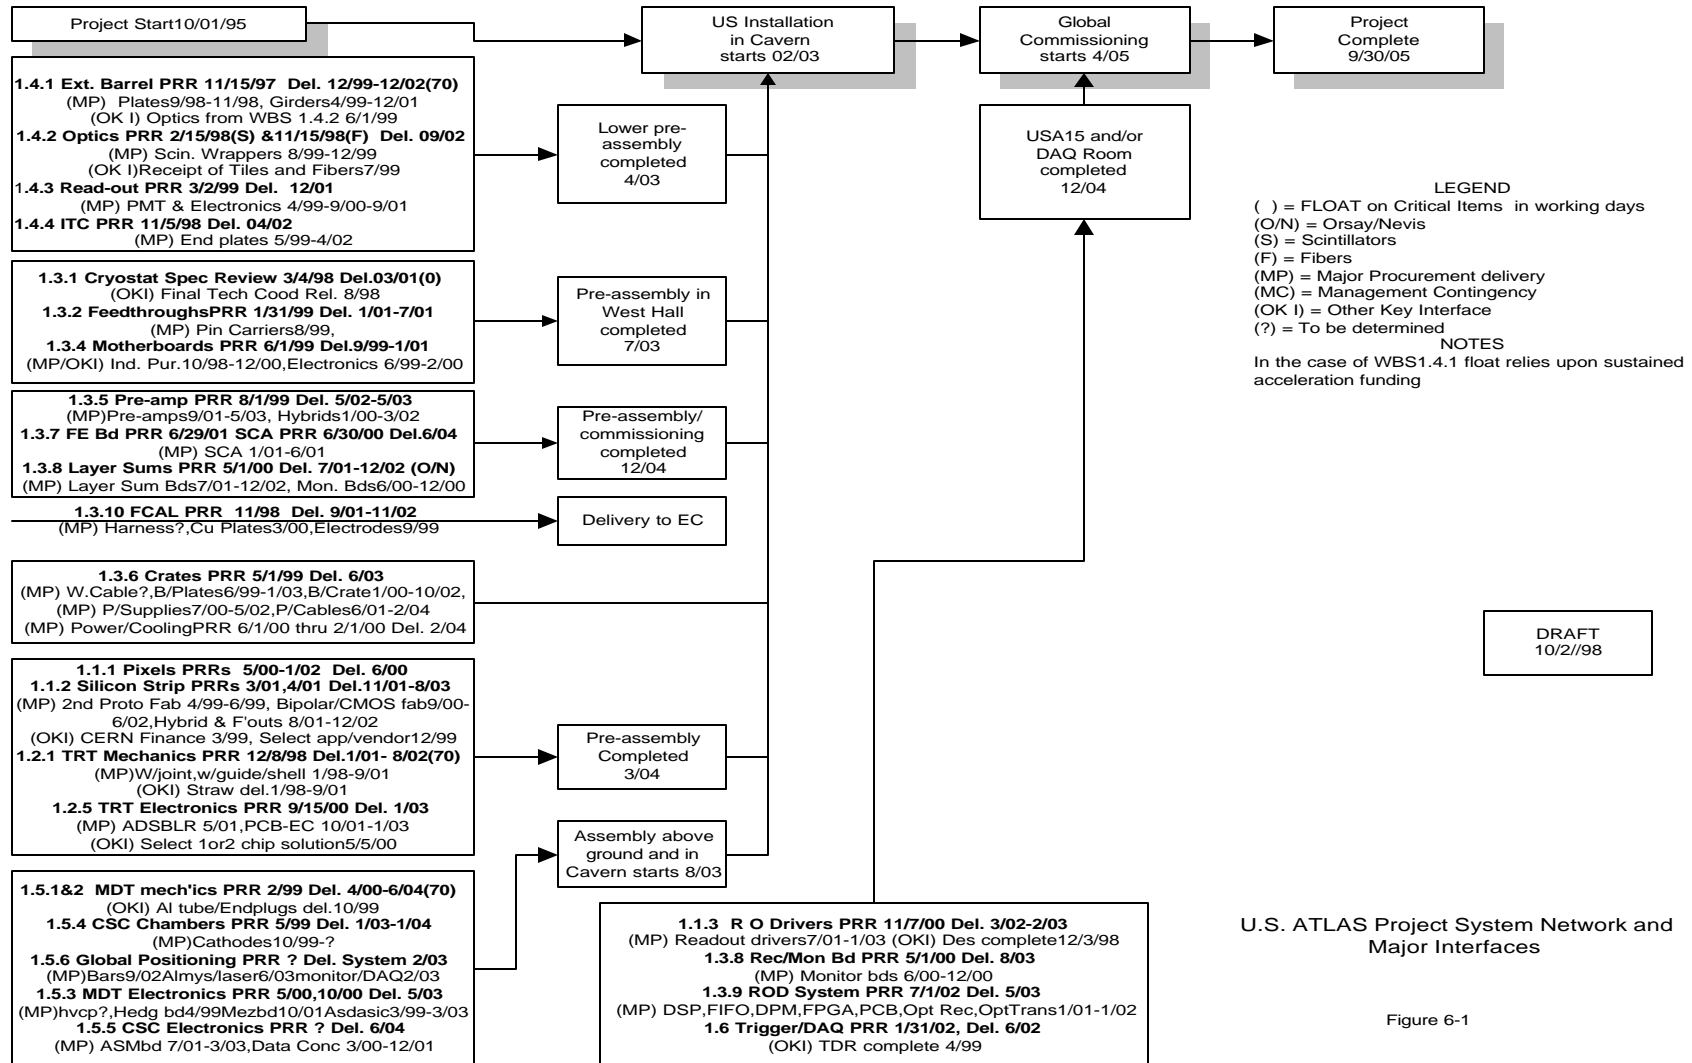 Project Start10/01/95
US Installation
in Cavern
starts 02/03
Global
Commissioning
starts 4/05
Project
Complete
9/30/05
1.4.1 Ext. Barrel PRR 11/15/97 Del. 12/99-12/02(70)
(MP) Plates9/98-11/98, Girders4/99-12/01
(OK I) Optics from WBS 1.4.2 6/1/99
1.4.2 Optics PRR 2/15/98(S) &11/15/98(F) Del. 09/02
(MP) Scin. Wrappers 8/99-12/99
(OK I)Receipt of Tiles and Fibers7/99
1.4.3 Read-out PRR 3/2/99 Del. 12/01
(MP) PMT & Electronics 4/99-9/00-9/01
1.4.4 ITC PRR 11/5/98 Del. 04/02
(MP) End plates 5/99-4/02
Lower pre-
assembly
completed
4/03
USA15 and/or
DAQ Room
completed
12/04
LEGEND
( ) = FLOAT on Critical Items in working days
(O/N) = Orsay/Nevis
(S) = Scintillators
(F) = Fibers
(MP) = Major Procurement delivery
(MC) = Management Contingency
(OK I) = Other Key Interface
(?) = To be determined
NOTES
In the case of WBS1.4.1 float relies upon sustained
acceleration funding
1.3.1 Cryostat Spec Review 3/4/98 Del.03/01(0)
(OKI) Final Tech Cood Rel. 8/98
1.3.2 FeedthroughsPRR 1/31/99 Del. 1/01-7/01
(MP) Pin Carriers8/99,
1.3.4 Motherboards PRR 6/1/99 Del.9/99-1/01
(MP/OKI) Ind. Pur.10/98-12/00,Electronics 6/99-2/00
Pre-assembly in
West Hall
completed
7/03
1.3.5 Pre-amp PRR 8/1/99 Del. 5/02-5/03
(MP)Pre-amps9/01-5/03, Hybrids1/00-3/02
1.3.7 FE Bd PRR 6/29/01 SCA PRR 6/30/00 Del.6/04
(MP) SCA 1/01-6/01
1.3.8 Layer Sums PRR 5/1/00 Del. 7/01-12/02 (O/N)
(MP) Layer Sum Bds7/01-12/02, Mon. Bds6/00-12/00
Pre-assembly/
commissioning
completed
12/04
1.3.10 FCAL PRR 11/98 Del. 9/01-11/02
(MP) Harness?,Cu Plates3/00,Electrodes9/99
Delivery to EC
1.3.6 Crates PRR 5/1/99 Del. 6/03
(MP) W.Cable?,B/Plates6/99-1/03,B/Crate1/00-10/02,
(MP) P/Supplies7/00-5/02,P/Cables6/01-2/04
(MP) Power/CoolingPRR 6/1/00 thru 2/1/00 Del. 2/04
DRAFT
10/2//98
1.1.1 Pixels PRRs 5/00-1/02 Del. 6/00
1.1.2 Silicon Strip PRRs 3/01,4/01 Del.11/01-8/03
(MP) 2nd Proto Fab 4/99-6/99, Bipolar/CMOS fab9/00-
6/02,Hybrid & F'outs 8/01-12/02
(OKI) CERN Finance 3/99, Select app/vendor12/99
1.2.1 TRT Mechanics PRR 12/8/98 Del.1/01- 8/02(70)
(MP)W/joint,w/guide/shell 1/98-9/01
(OKI) Straw del.1/98-9/01
1.2.5 TRT Electronics PRR 9/15/00 Del. 1/03
(MP) ADSBLR 5/01,PCB-EC 10/01-1/03
(OKI) Select 1or2 chip solution5/5/00
Pre-assembly
Completed
3/04
Assembly above
ground and in
Cavern starts 8/03
1.5.1&2 MDT mech'ics PRR 2/99 Del. 4/00-6/04(70)
(OKI) Al tube/Endplugs del.10/99
1.5.4 CSC Chambers PRR 5/99 Del. 1/03-1/04
(MP)Cathodes10/99-?
1.5.6 Global Positioning PRR ? Del. System 2/03
(MP)Bars9/02Almys/laser6/03monitor/DAQ2/03
1.5.3 MDT Electronics PRR 5/00,10/00 Del. 5/03
(MP)hvcp?,Hedg bd4/99Mezbd10/01Asdasic3/99-3/03
1.5.5 CSC Electronics PRR ? Del. 6/04
(MP) ASMbd 7/01-3/03,Data Conc 3/00-12/01
1.1.3 R O Drivers PRR 11/7/00 Del. 3/02-2/03
(MP) Readout drivers7/01-1/03 (OKI) Des complete12/3/98
1.3.8 Rec/Mon Bd PRR 5/1/00 Del. 8/03
(MP) Monitor bds 6/00-12/00
1.3.9 ROD System PRR 7/1/02 Del. 5/03
(MP) DSP,FIFO,DPM,FPGA,PCB,Opt Rec,OptTrans1/01-1/02
1.6 Trigger/DAQ PRR 1/31/02, Del. 6/02
(OKI) TDR complete 4/99
U.S. ATLAS Project System Network and
Major Interfaces
Figure 6-1